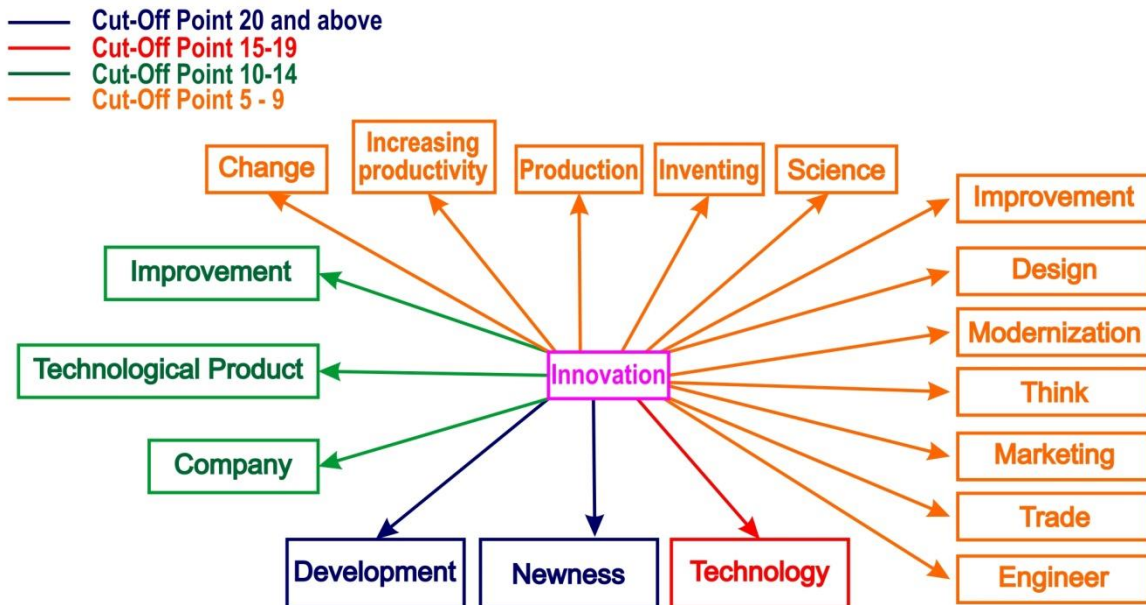 Cut-Off Point 20 and above
Cut-Off Point 15-19
Cut-Off Point 10-14
Cut-Off Point 5 - 9
Change
Increasing
productivity
Production
Inventing
Science
Improvement
Improvement
Design
Modernization
Innovation
Technological Product
Think
Company
Marketing
Trade
Development
Newness
Technology
Engineer